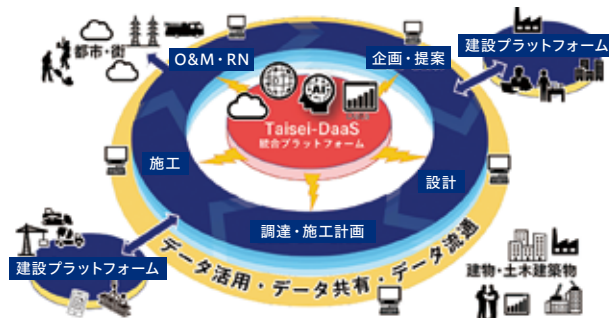 都市・街
O&M・RN
企画・提案
建設プラットフォーム
Ai
Taisei-DaaS
統合プラットフォーム
施工
設計
調達・施工計画
建設プラットフォーム
データ活用・データ共有・データ流通
建物・土木建築物